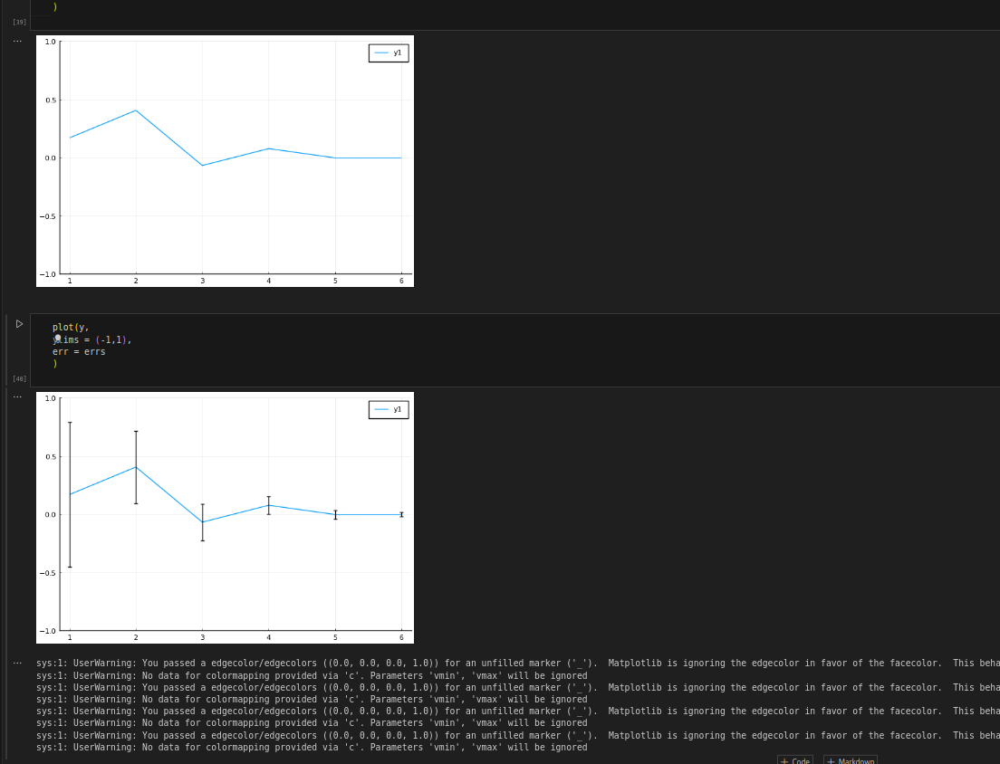 )
[39]
...
1.0
y1
0.5
0.0
−0.5
−1.0
1 2 3 4 5 6
plot(y,
ims = (-1,1),
err = errs
)
[40]
...
1.0
y1
0.5
0.0
−0.5
−1.0
1 2 3 4 5 6
...
sys:1: UserWarning: You passed a edgecolor/edgecolors ((0.0, 0.0, 0.0, 1.0)) for an unfilled marker ('_').  Matplotlib is ignoring the edgecolor in favor of the facecolor.  This beha
sys:1: UserWarning: No data for colormapping provided via 'c'. Parameters 'vmin', 'vmax' will be ignored
sys:1: UserWarning: You passed a edgecolor/edgecolors ((0.0, 0.0, 0.0, 1.0)) for an unfilled marker ('_').  Matplotlib is ignoring the edgecolor in favor of the facecolor.  This beha
sys:1: UserWarning: No data for colormapping provided via 'c'. Parameters 'vmin', 'vmax' will be ignored
sys:1: UserWarning: You passed a edgecolor/edgecolors ((0.0, 0.0, 0.0, 1.0)) for an unfilled marker ('_').  Matplotlib is ignoring the edgecolor in favor of the facecolor.  This beha
sys:1: UserWarning: No data for colormapping provided via 'c'. Parameters 'vmin', 'vmax' will be ignored
sys:1: UserWarning: You passed a edgecolor/edgecolors ((0.0, 0.0, 0.0, 1.0)) for an unfilled marker ('_').  Matplotlib is ignoring the edgecolor in favor of the facecolor.  This beha
sys:1: UserWarning: No data for colormapping provided via 'c'. Parameters 'vmin', 'vmax' will be ignored
+ Code + Markdown